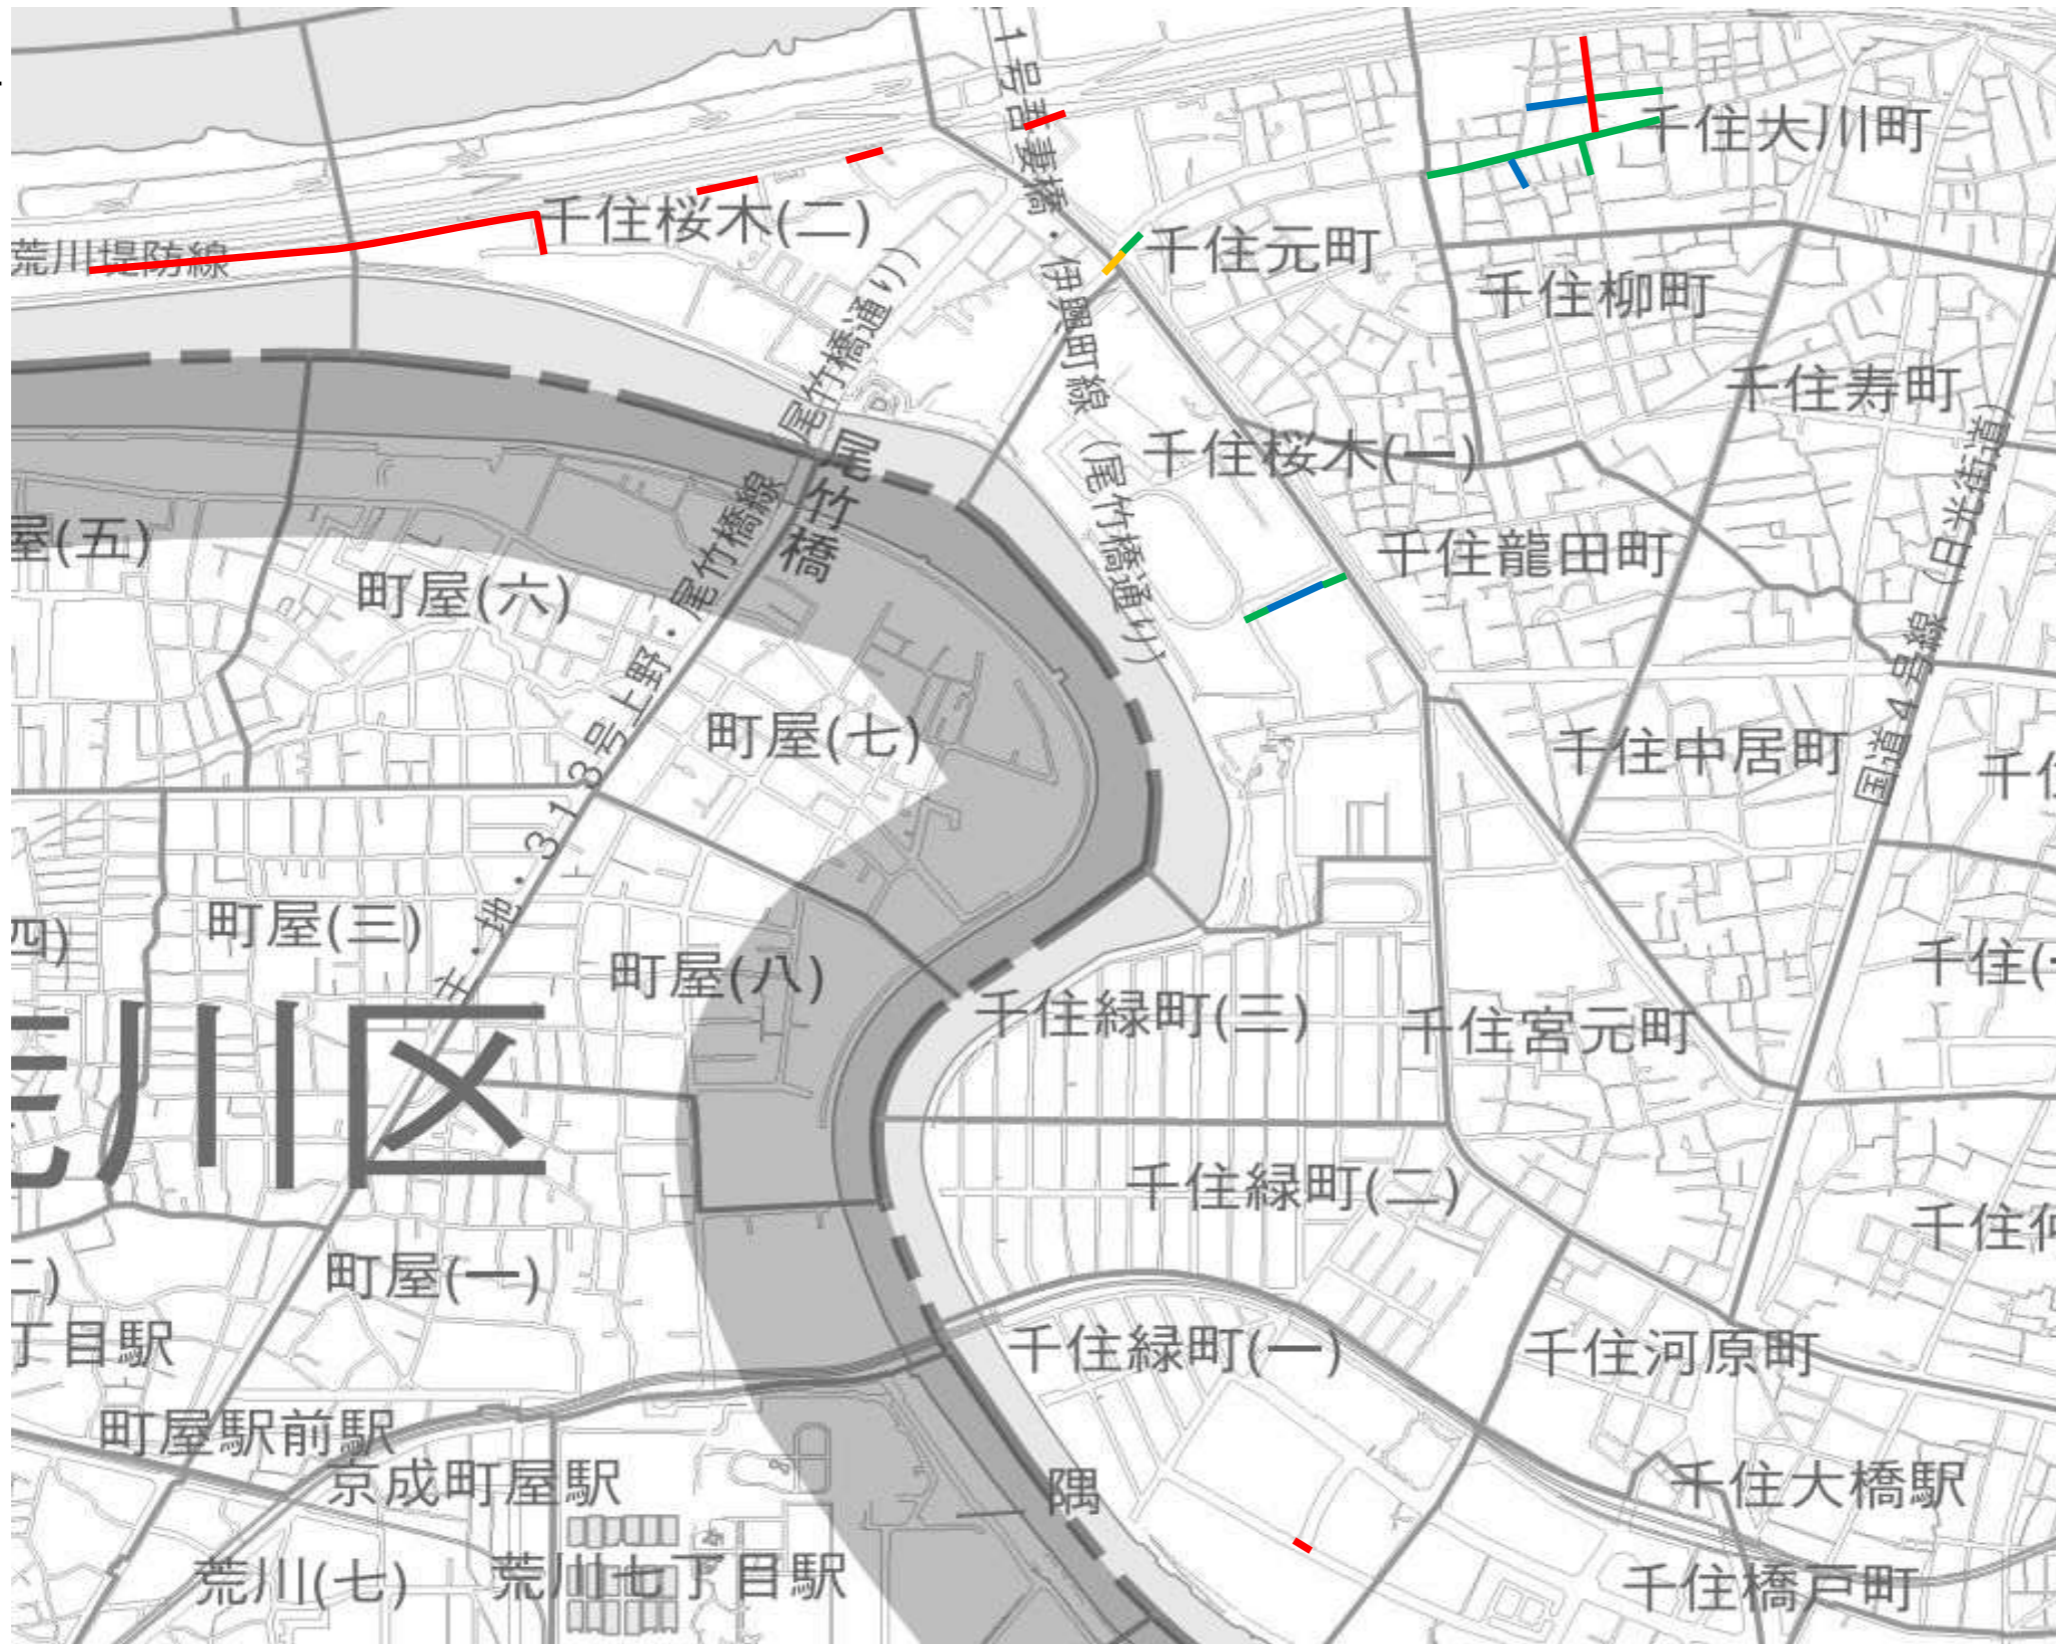 千住大川町
1号吾妻橋・伊興町線(尾竹橋通り)
千住桜木(二)
荒川堤防線
千住元町
千住柳町
尾竹橋通り)
千住寿町
尾竹橋
千住桜木(一)
国道4号線(日光街道)
屋(五)
千住龍田町
町屋(六)
主・地・318号上野・尾竹橋線
町屋(七)
千住中居町
町屋(三)
四)
町屋(八)
千住(
千住緑町(三)
千住宮元町
荒川区
千住緑町(二)
町屋(一)
丁目駅
千住緑町(一)
千住河原町
町屋駅前駅
京成町屋駅
隅
千住大橋駅
荒川(七)
荒川七丁目駅
千住橋戸町